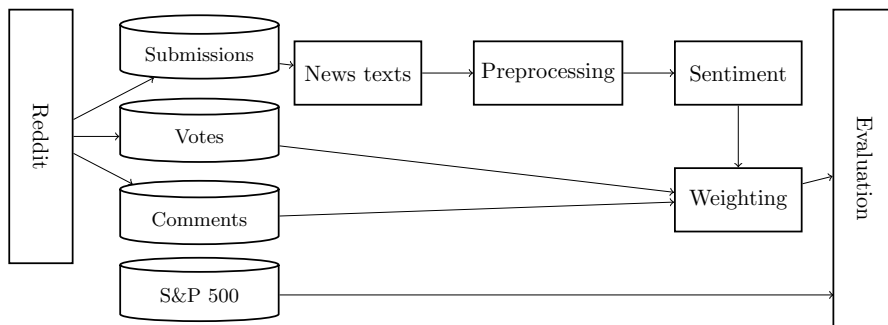 Reddit
Submissions
Votes
Comments
S&P 500
News texts
Preprocessing
Sentiment
Weighting
Evaluation